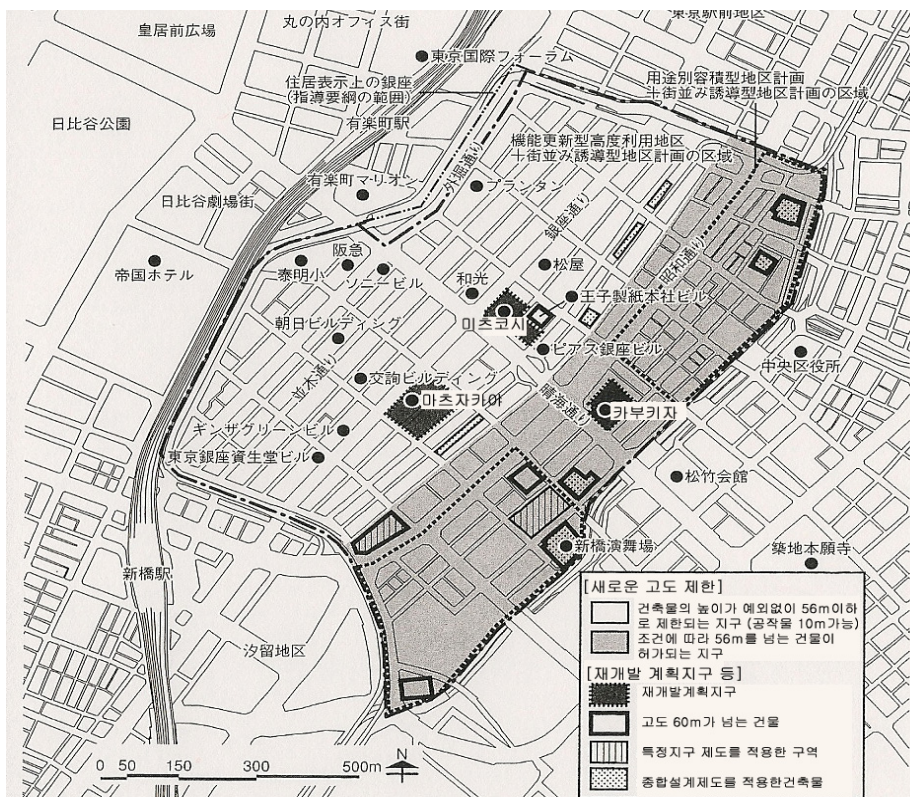 皇居前広場
丸の内オフィス街
東京駅前地区
東京国際フォーラム
住居表示上の銀座
(指導要綱の範囲)
用途別容積型地区計画
＋街並み誘導型地区計画の区域
日比谷公園
有楽町駅
機能更新型高度利用地区
＋街並み誘導型地区計画の区域
外堀通り
有楽町マリオン
プランタン
日比谷劇場街
銀座通り
昭和通り
阪急
松屋
帝国ホテル
泰明小
ソニービル
和光
王子製紙本社ビル
미츠코시
朝日ビルディング
ピアス銀座ビル
中央区役所
並木通り
交詢ビルディング
마츠자카야
晴海通り
카부키자
ギンザグリーンビル
東京銀座資生堂ビル
松竹会館
新橋演舞場
築地本願寺
新橋駅
汐留地区
[새로운 고도 제한]
건축물의 높이가 예외없이 56m이하
로 제한되는 지구 (공작물 10m가능)
조건에 따라 56m를 넘는 건물이
허가되는 지구
[재개발 계획지구 등]
재개발계획지구
고도 60m가 넘는 건물
특정지구 제도를 적용한 구역
종합설계제도를 적용한건축물
0 50 150 300 500m
N